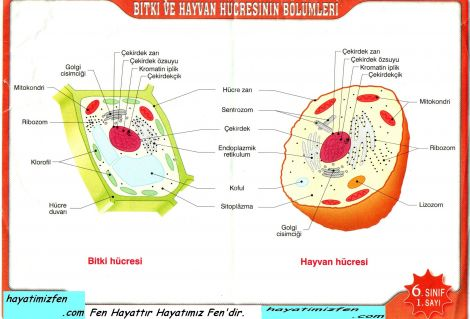 BİTKİ VE HAYVAN HÜCRESİNİN BÖLÜMLERİ
Çekirdek zarı
Çekirdek özsuyu
Kromatin iplik
Çekirdekçik
Golgi
cisimciği
Mitokondri
Ribozom
Klorofil
Hücre
duvarı
Hücre zarı
Sentrozom
Çekirdek
Endoplazmik
retikulum
Koful
Sitoplâzma
Çekirdek zarı
Çekirdek özsuyu
Kromatin iplik
Çekirdekçik
Mitokondri
Ribozom
Lizozom
Golgi
cisimciği
Bitki hücresi
Hayvan hücresi
6. SINIF
1. SAYI
hayatimizfen
.com
Fen Hayattır Hayatımız Fen'dir.
hayatimizfen
.com